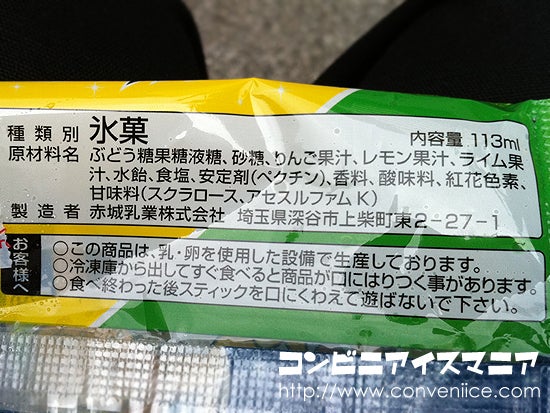 種類別 氷菓 内容量 113ml
原材料名 ぶどう糖果糖液糖、砂糖、りんご果汁、レモン果汁、ライム果
汁、水飴、食塩、安定剤(ペクチン)、香料、酸味料、紅花色素、
甘味料(スクラロース、アセスルファムK)
製造者 赤城乳業株式会社 埼玉県深谷市上柴町東2-27-1
お客様へ
○この商品は、乳・卵を使用した設備で生産しております。
○冷凍庫から出してすぐ食べると商品が口にはりつく事があります。
○食べ終わった後スティックを口にくわえて遊ばないで下さい。
コンビニアイスマニア
http://www.conveniice.com/